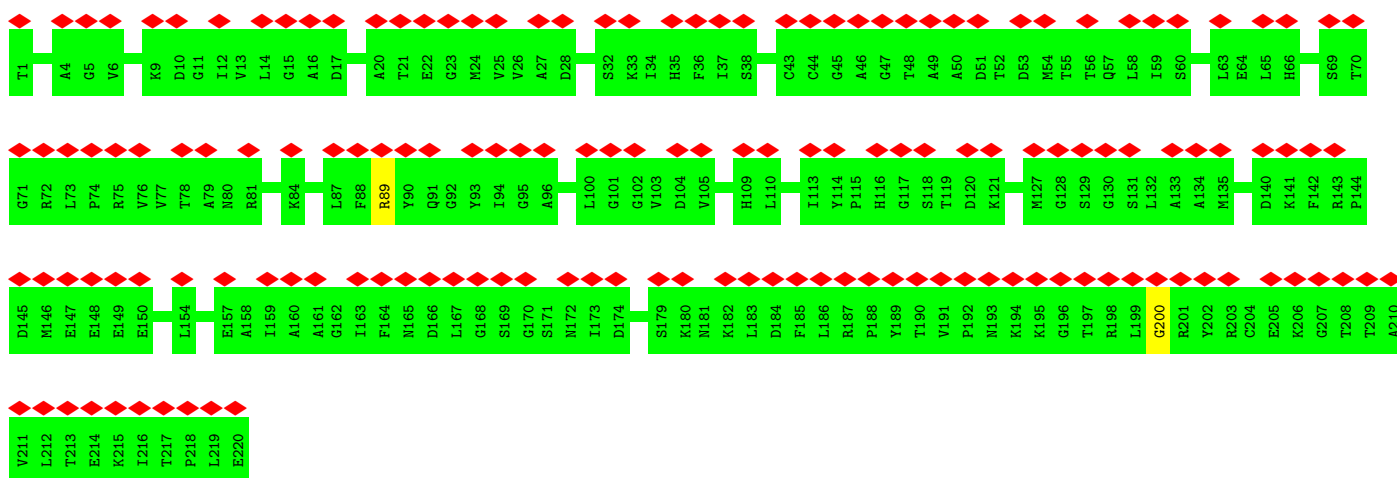 T1 A4 G5 V6 K9 D10 G11 I12 V13 L14 G15 A16 D17 A20 T21 E22 G23 M24 V25 V26 A27 D28 S32 K33 I34 H35 F36 I37 S38 C43 C44 G45 A46 G47 T48 A49 A50 D51 T52 D53 M54 T55 T56 Q57 L58 I59 S60 L63 E64 L65 H66 S69 T70
G71 R72 L73 P74 R75 V76 V77 T78 A79 N80 R81 K84 L87 F88 R89 Y90 Q91 G92 Y93 I94 G95 A96 L100 G101 G102 V103 D104 V105 H109 L110 I113 Y114 P115 H116 G117 S118 T119 D120 K121 M127 G128 S129 G130 S131 L132 A133 A134 M135 D140 K141 F142 R143 P144
D145 M146 E147 E148 E149 E150 L154 E157 A158 I159 A160 A161 G162 I163 F164 N165 D166 L167 G168 S169 G170 S171 N172 I173 D174 S179 K180 N181 K182 L183 D184 F185 L186 R187 P188 Y189 T190 V191 P192 N193 K194 K195 G196 T197 R198 L199 G200 R201 Y202 R203 C204 E205 K206 G207 T208 T209 A210
V211 L212 T213 E214 K215 I216 T217 P218 L219 E220